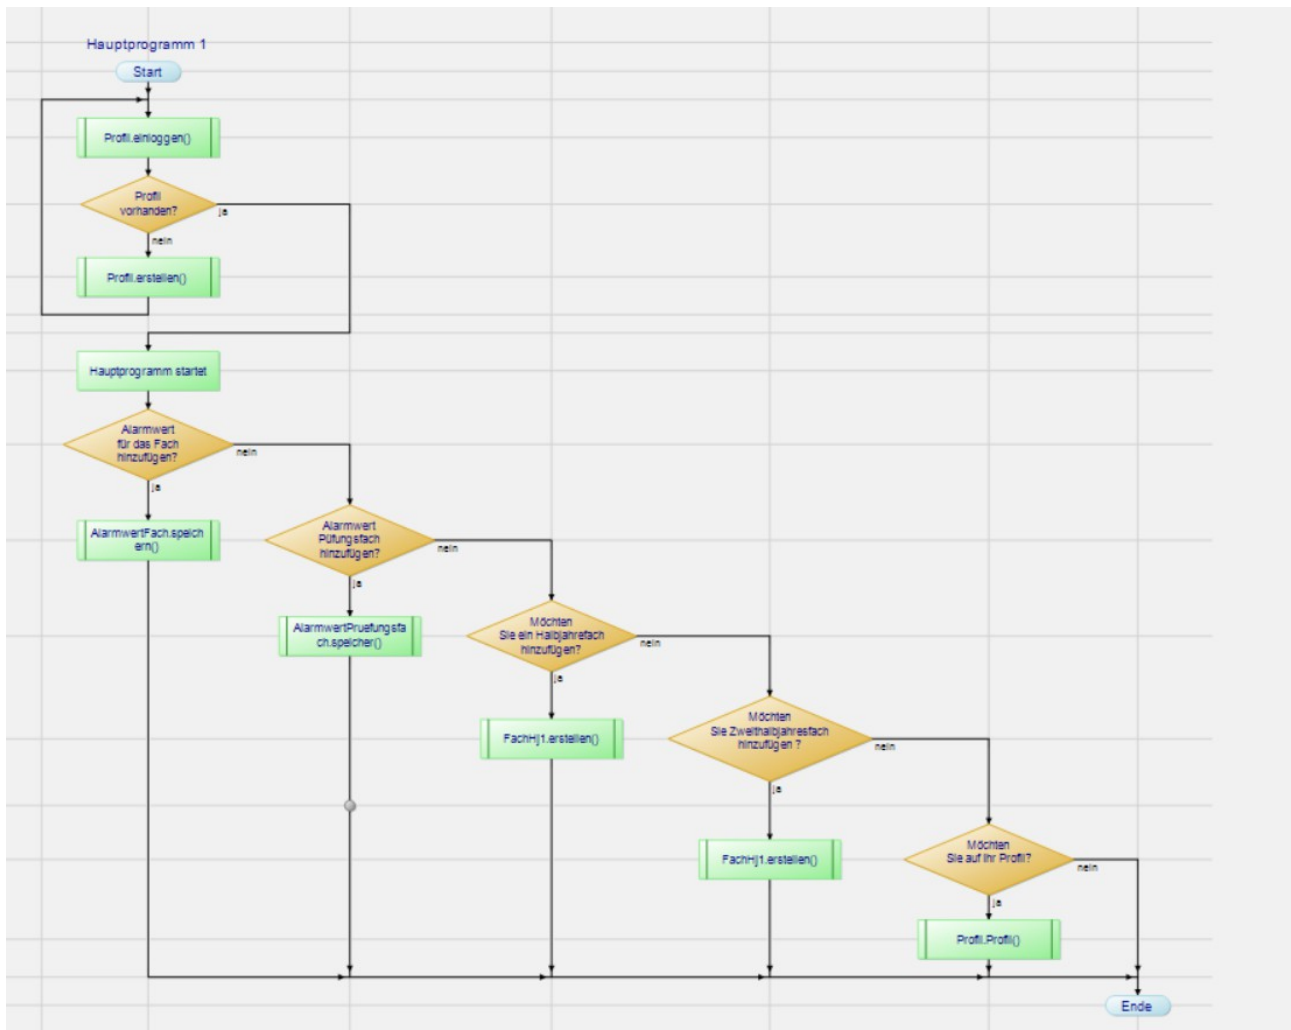 Hauptprogramm 1
Start
Profil.einloggen()
Profil
vorhanden?
ja
nein
Profil.erstellen()
Hauptprogramm startet
Alarmwert
für das Fach
hinzufügen?
nein
ja
AlarmwertFach.speich
ern()
Alarmwert
Püfungsfach
hinzufügen?
nein
ja
AlarmwertPruefungsfa
ch.speicher()
Möchten
Sie ein Halbjahrefach
hinzufügen?
nein
ja
FachHj1.erstellen()
Möchten
Sie Zweithalbjahresfach
hinzufügen ?
nein
ja
FachHj1.erstellen()
Möchten
Sie auf ihr Profil?
nein
ja
Profil.Profil()
Ende